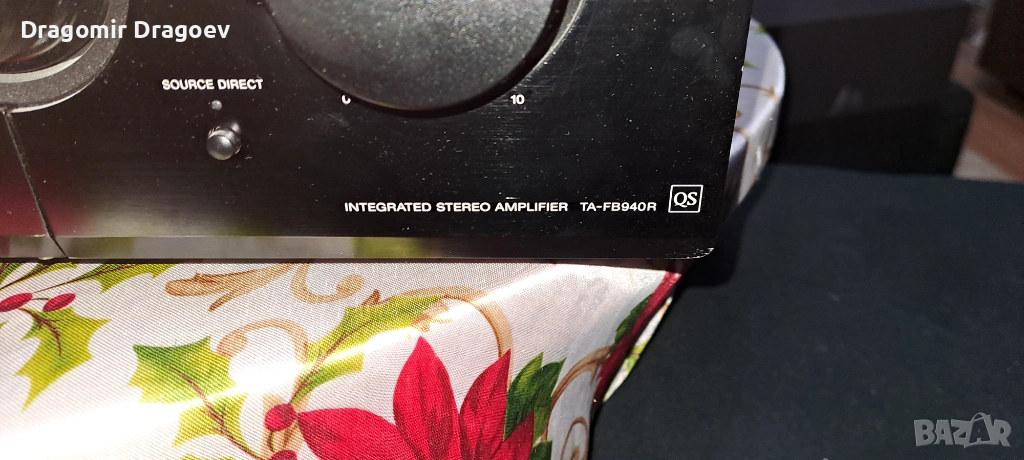 Dragomir Dragoev
SOURCE DIRECT
0 10
INTEGRATED STEREO AMPLIFIER TA-FB940R QS
BAZAR